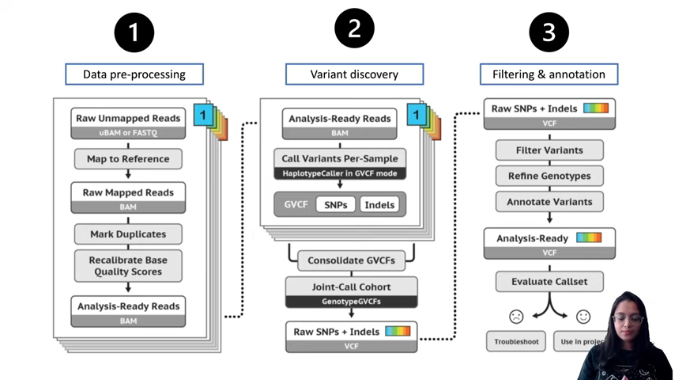 1
2
3
Data pre-processing
Variant discovery
Filtering & annotation
Raw Unmapped Reads
uBAM or FASTQ
1
Map to Reference
Raw Mapped Reads
BAM
Mark Duplicates
Recalibrate Base
Quality Scores
Analysis-Ready Reads
BAM
Analysis-Ready Reads
BAM
1
Call Variants Per-Sample
HaplotypeCaller in GVCF mode
GVCF SNPs Indels
Consolidate GVCFs
Joint-Call Cohort
GenotypeGVCFs
Raw SNPs + Indels
VCF
Raw SNPs + Indels
VCF
Filter Variants
Refine Genotypes
Annotate Variants
Analysis-Ready
VCF
Evaluate Callset
Troubleshoot
Use in project